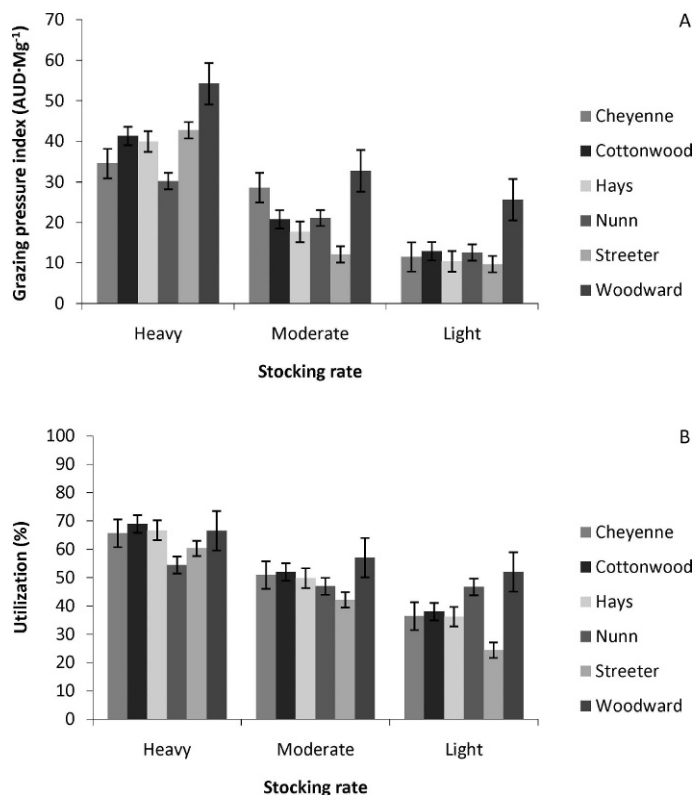 A
Grazing pressure index (AUD·Mg⁻¹)
70
60
50
40
30
20
10
0
Heavy
Moderate
Light
Stocking rate
Cheyenne
Cottonwood
Hays
Nunn
Streeter
Woodward
B
Utilization (%)
100
90
80
70
60
50
40
30
20
10
0
Heavy
Moderate
Light
Stocking rate
Cheyenne
Cottonwood
Hays
Nunn
Streeter
Woodward